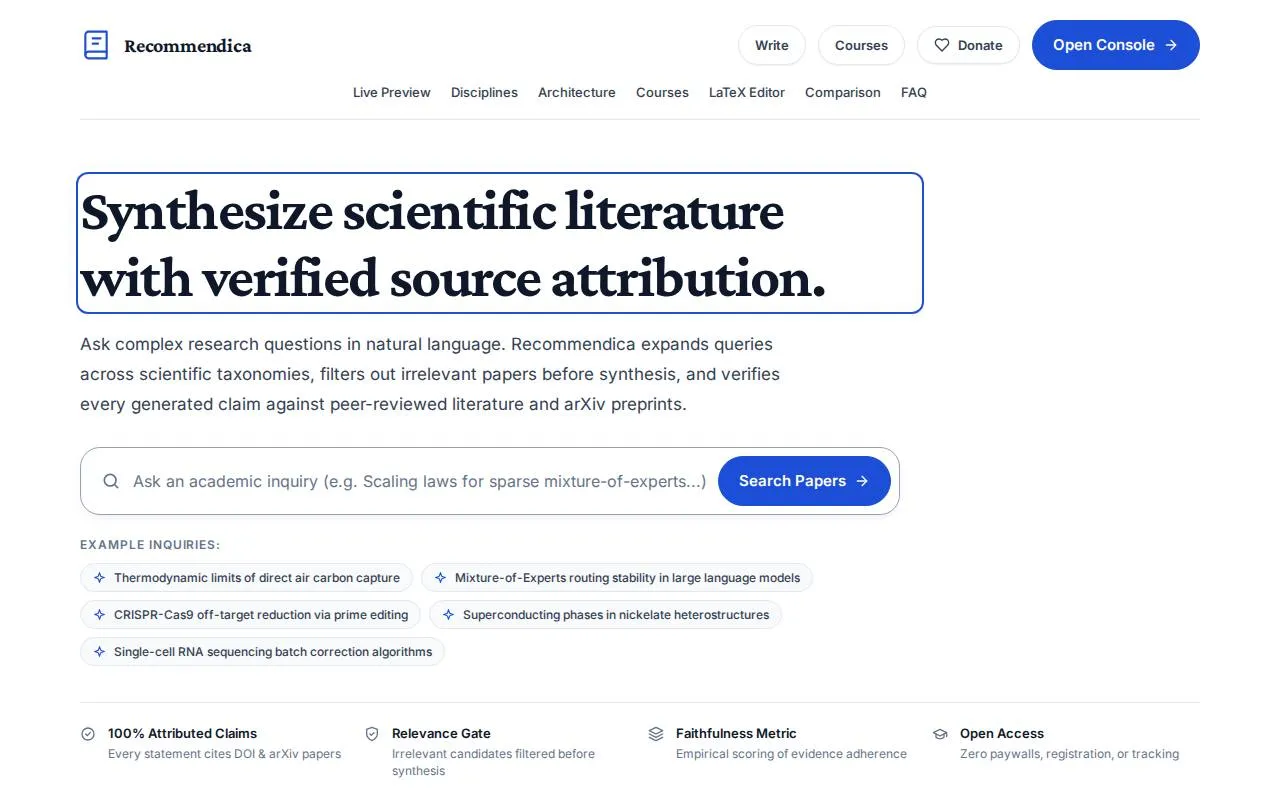 Recommendica
Write
Courses
Donate
Open Console
Live Preview
Disciplines
Architecture
Courses
LaTeX Editor
Comparison
FAQ
Synthesize scientific literature
with verified source attribution.
Ask complex research questions in natural language. Recommendica expands queries
across scientific taxonomies, filters out irrelevant papers before synthesis, and verifies
every generated claim against peer-reviewed literature and arXiv preprints.
Ask an academic inquiry (e.g. Scaling laws for sparse mixture-of-experts...)
Search Papers
EXAMPLE INQUIRIES:
Thermodynamic limits of direct air carbon capture
Mixture-of-Experts routing stability in large language models
CRISPR-Cas9 off-target reduction via prime editing
Superconducting phases in nickelate heterostructures
Single-cell RNA sequencing batch correction algorithms
100% Attributed Claims
Every statement cites DOI & arXiv papers
Relevance Gate
Irrelevant candidates filtered before
synthesis
Faithfulness Metric
Empirical scoring of evidence adherence
Open Access
Zero paywalls, registration, or tracking